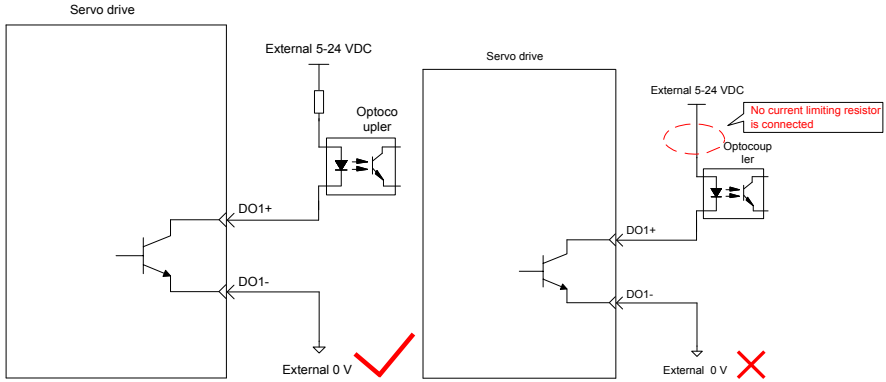 Servo drive
External 5-24 VDC
Optoco
upler
DO1+
DO1-
External 0 V
Servo drive
External 5-24 VDC
No current limiting resistor
is connected
Optocoup
ler
DO1+
DO1-
External 0 V